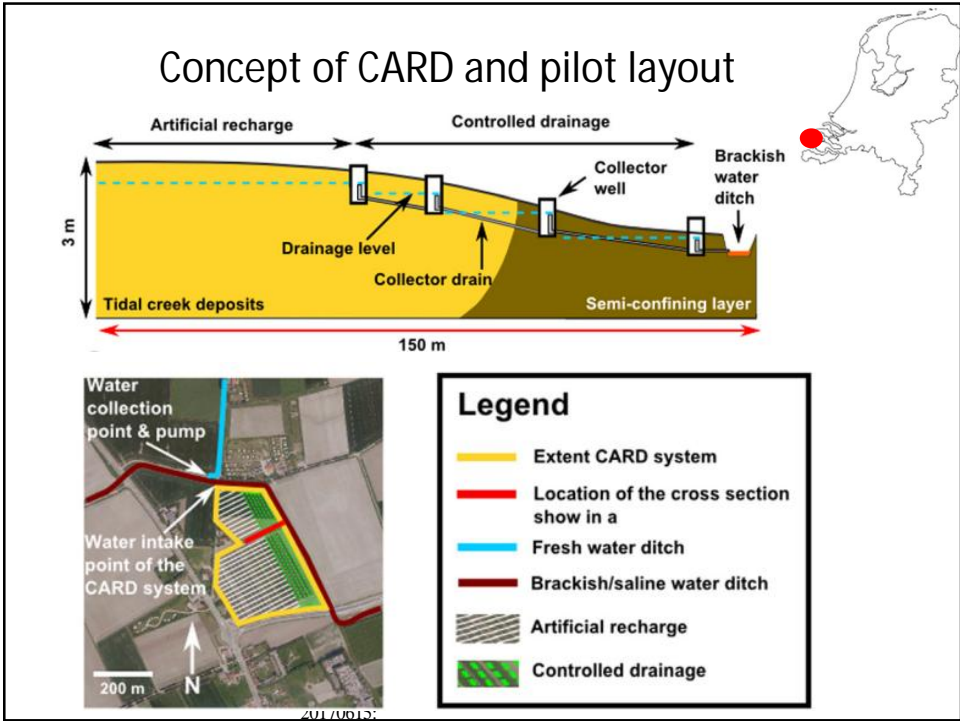 Concept of CARD and pilot layout
Artificial recharge
Controlled drainage
Collector
well
Brackish
water
ditch
3 m
Drainage level
Collector drain
Tidal creek deposits
Semi-confining layer
150 m
Water
collection
point & pump
Water intake
point of the
CARD system
200 m
N
Legend
Extent CARD system
Location of the cross section
show in a
Fresh water ditch
Brackish/saline water ditch
Artificial recharge
Controlled drainage
20170615: